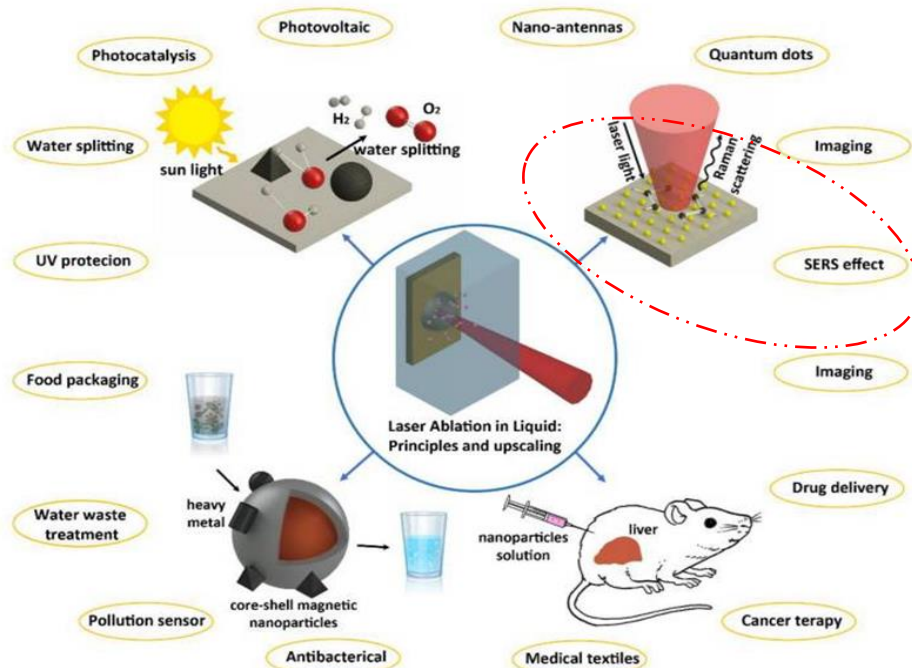 Photovoltaic
Nano-antennas
Photocatalysis
Quantum dots
H2
O2
water splitting
sun light
laser light
Raman
scattering
Water splitting
Imaging
UV protecion
SERS effect
Food packaging
Imaging
Laser Ablation in Liquid:
Principles and upscaling
heavy
metal
Water waste
treatment
nanoparticles
solution
liver
Drug delivery
core-shell magnetic
nanoparticles
Pollution sensor
Cancer terapy
Antibacterical
Medical textiles